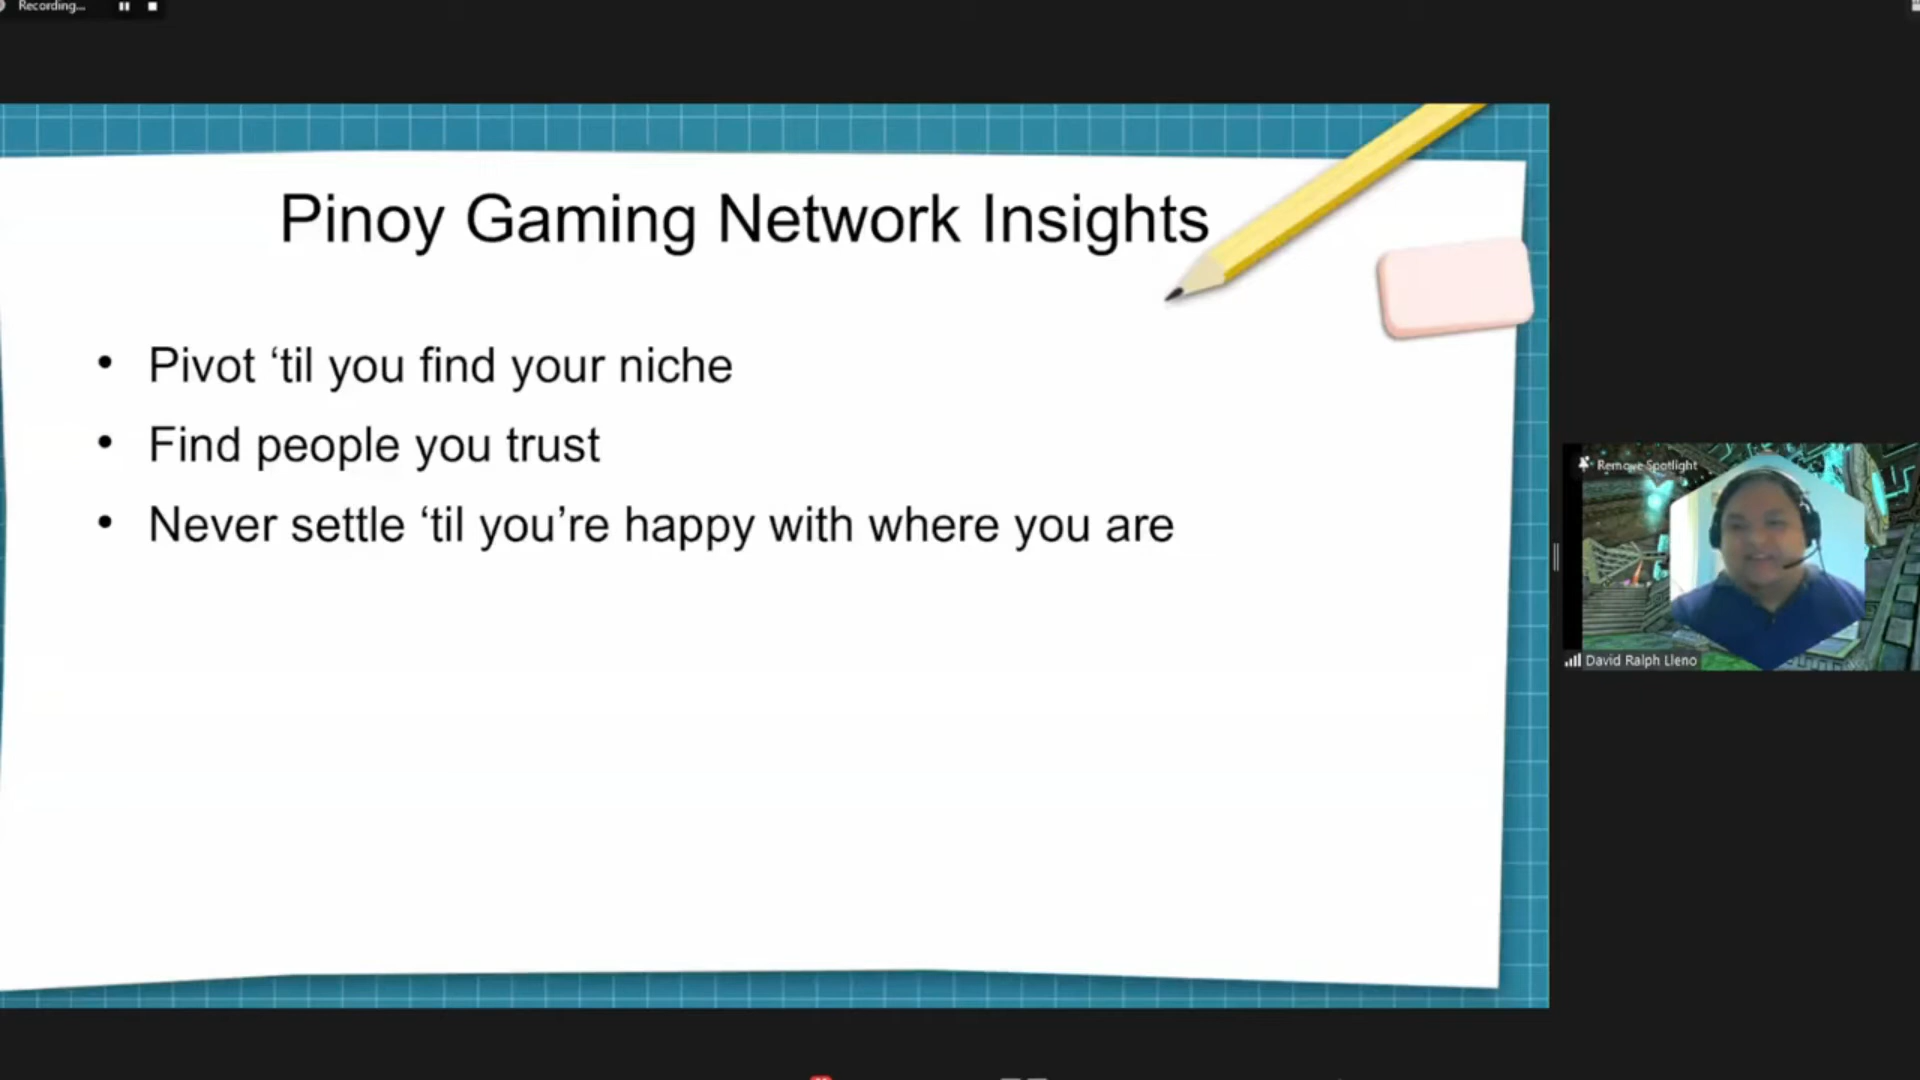 Recording...
Pinoy Gaming Network Insights
• Pivot ‘til you find your niche
• Find people you trust
• Never settle ‘til you’re happy with where you are
Remove Spotlight
David Ralph Lleno